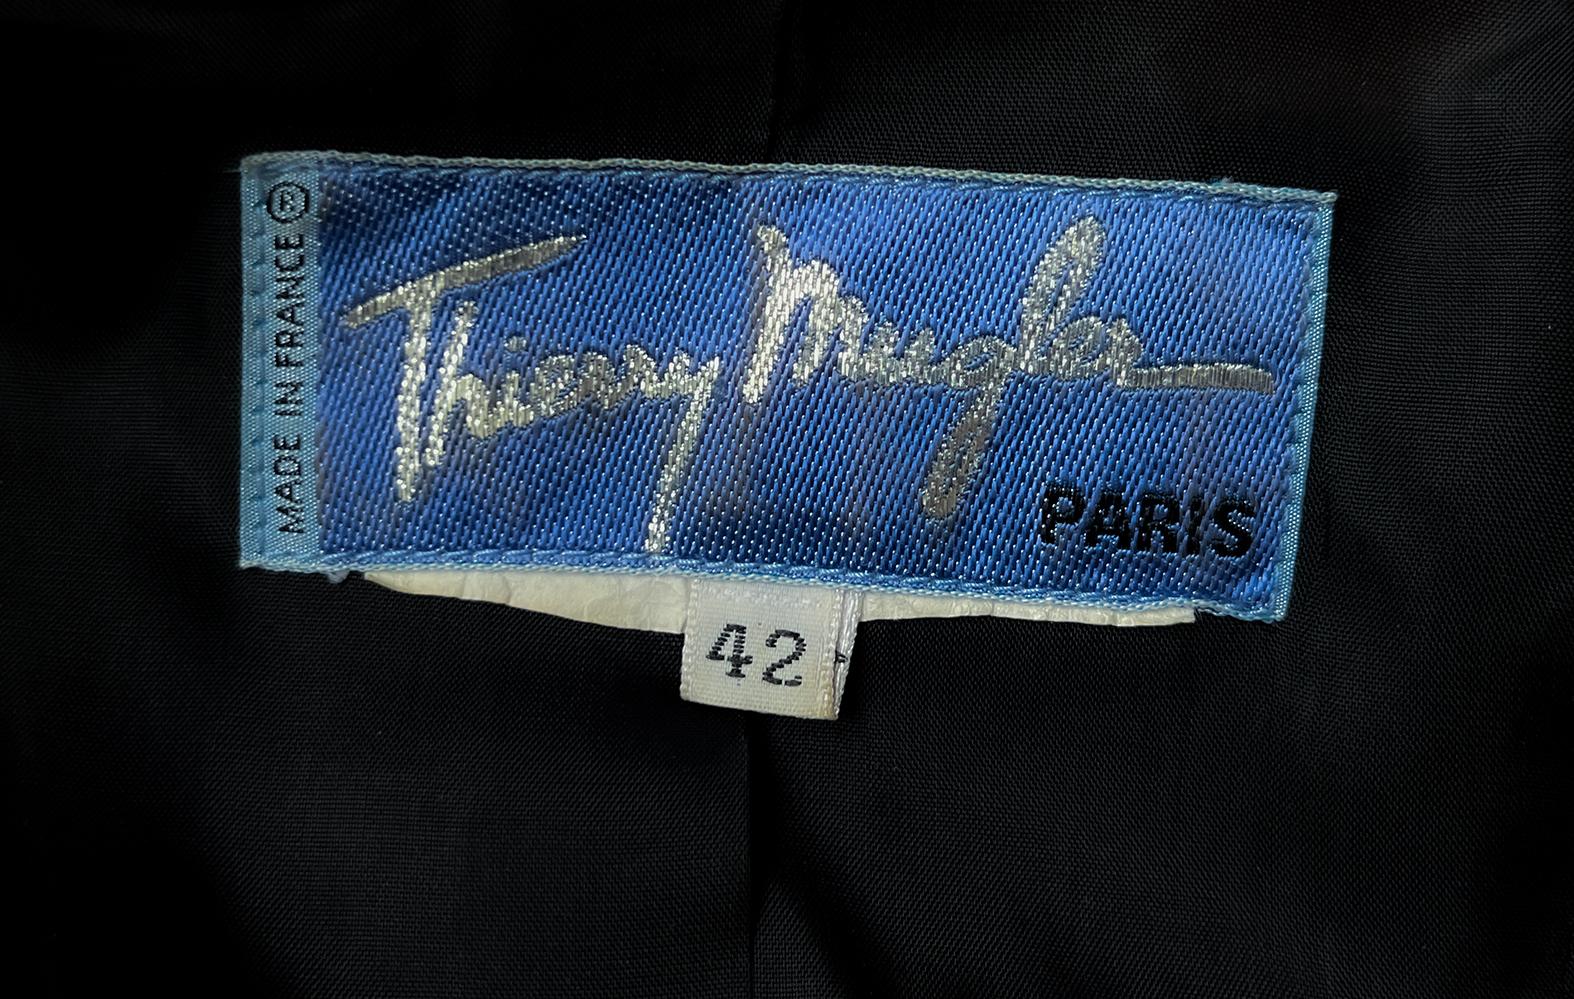 MADE IN FRANCE ®
Thierry Mugler
PARIS
42